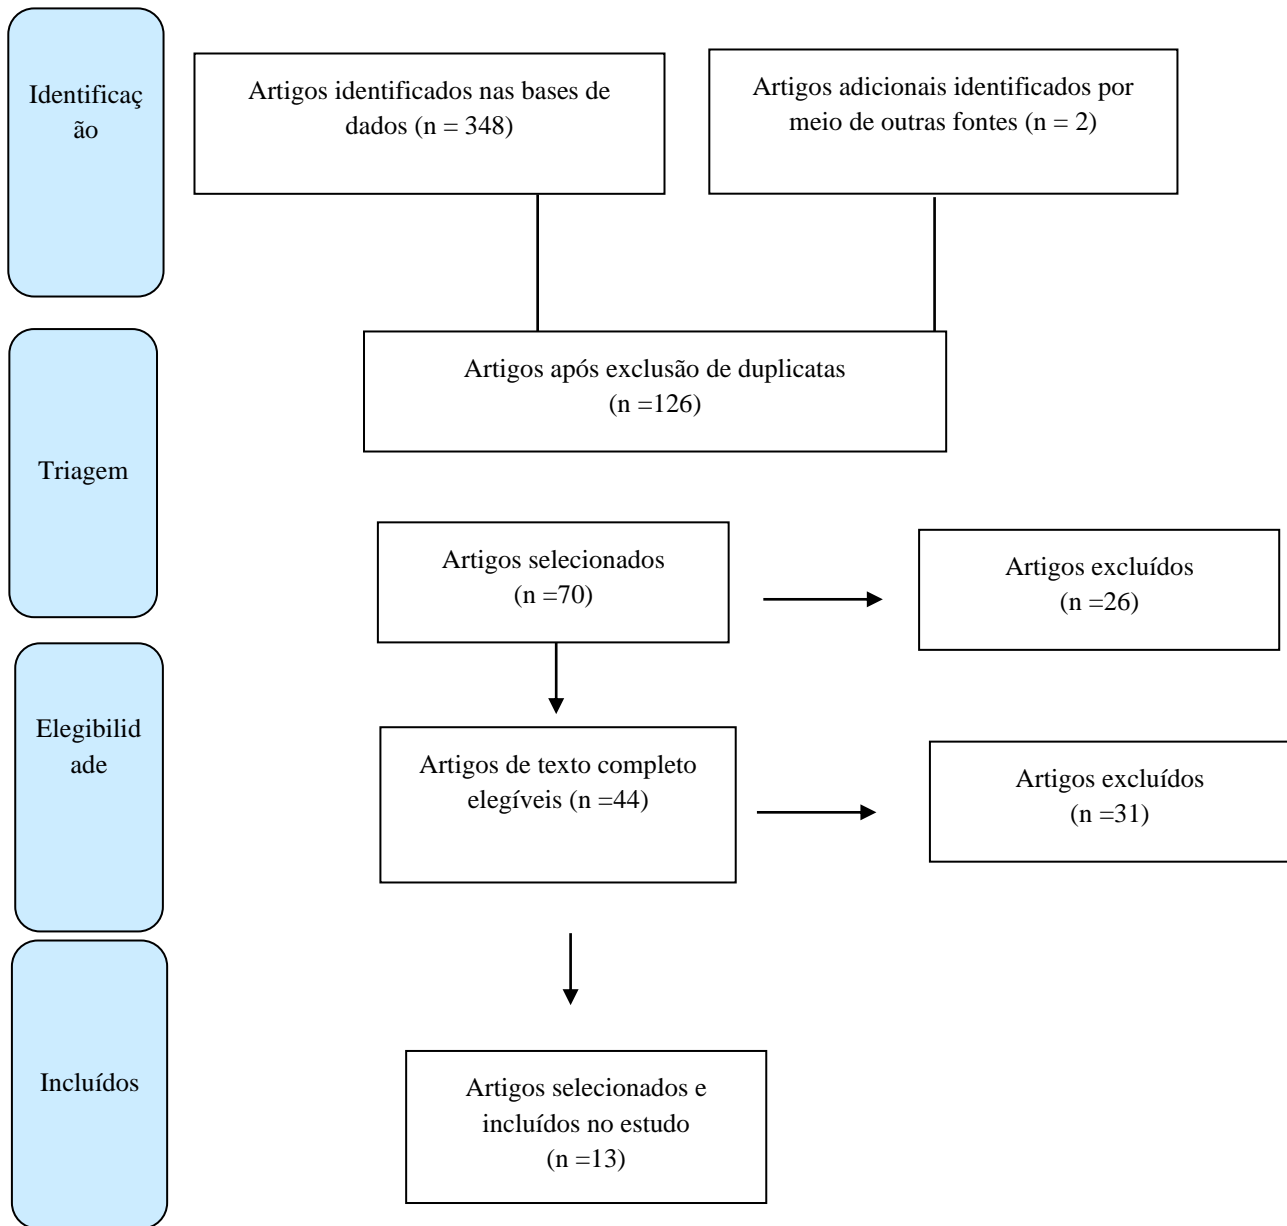 Identificaç
ão
Artigos identificados nas bases de
dados (n = 348)
Artigos adicionais identificados por
meio de outras fontes (n = 2)
Triagem
Artigos após exclusão de duplicatas
(n =126)
Artigos selecionados
(n =70)
Artigos excluídos
(n =26)
Elegibilid
ade
Artigos de texto completo
elegíveis (n =44)
Artigos excluídos
(n =31)
Incluídos
Artigos selecionados e
incluídos no estudo
(n =13)